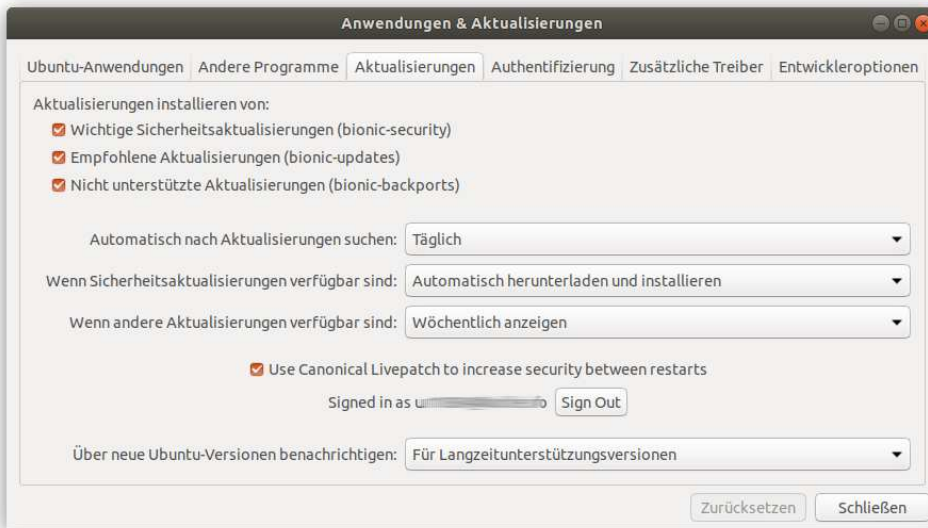 Anwendungen & Aktualisierungen
Ubuntu-Anwendungen Andere Programme Aktualisierungen Authentifizierung Zusätzliche Treiber Entwickleroptionen
Aktualisierungen installieren von:
Wichtige Sicherheitsaktualisierungen (bionic-security)
Empfohlene Aktualisierungen (bionic-updates)
Nicht unterstützte Aktualisierungen (bionic-backports)
Automatisch nach Aktualisierungen suchen: Täglich
Wenn Sicherheitsaktualisierungen verfügbar sind: Automatisch herunterladen und installieren
Wenn andere Aktualisierungen verfügbar sind: Wöchentlich anzeigen
Use Canonical Livepatch to increase security between restarts
Signed in as Sign Out
Über neue Ubuntu-Versionen benachrichtigen: Für Langzeitunterstützungsversionen
Zurücksetzen Schließen